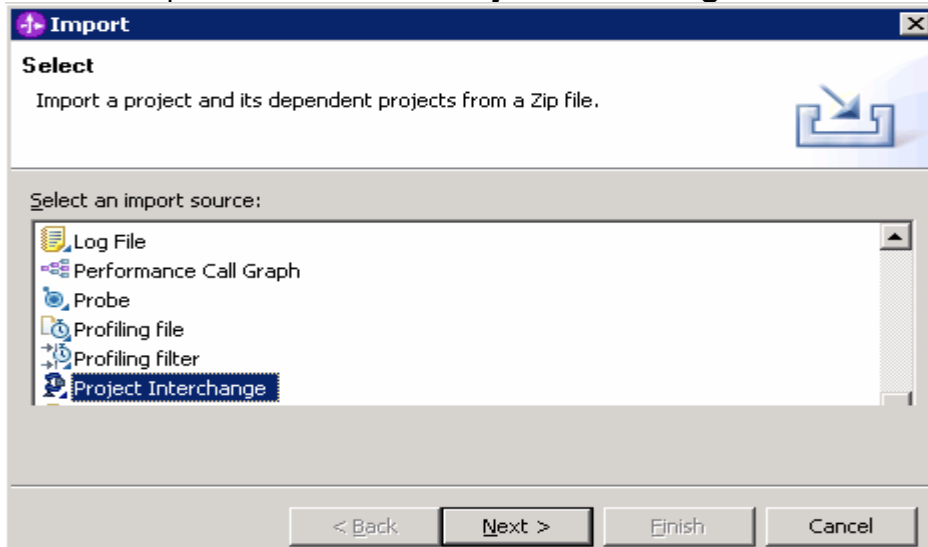 Import
Select
Import a project and its dependent projects from a Zip file.
Select an import source:
Log File
Performance Call Graph
Probe
Profiling file
Profiling filter
Project Interchange
< Back Next > Finish Cancel